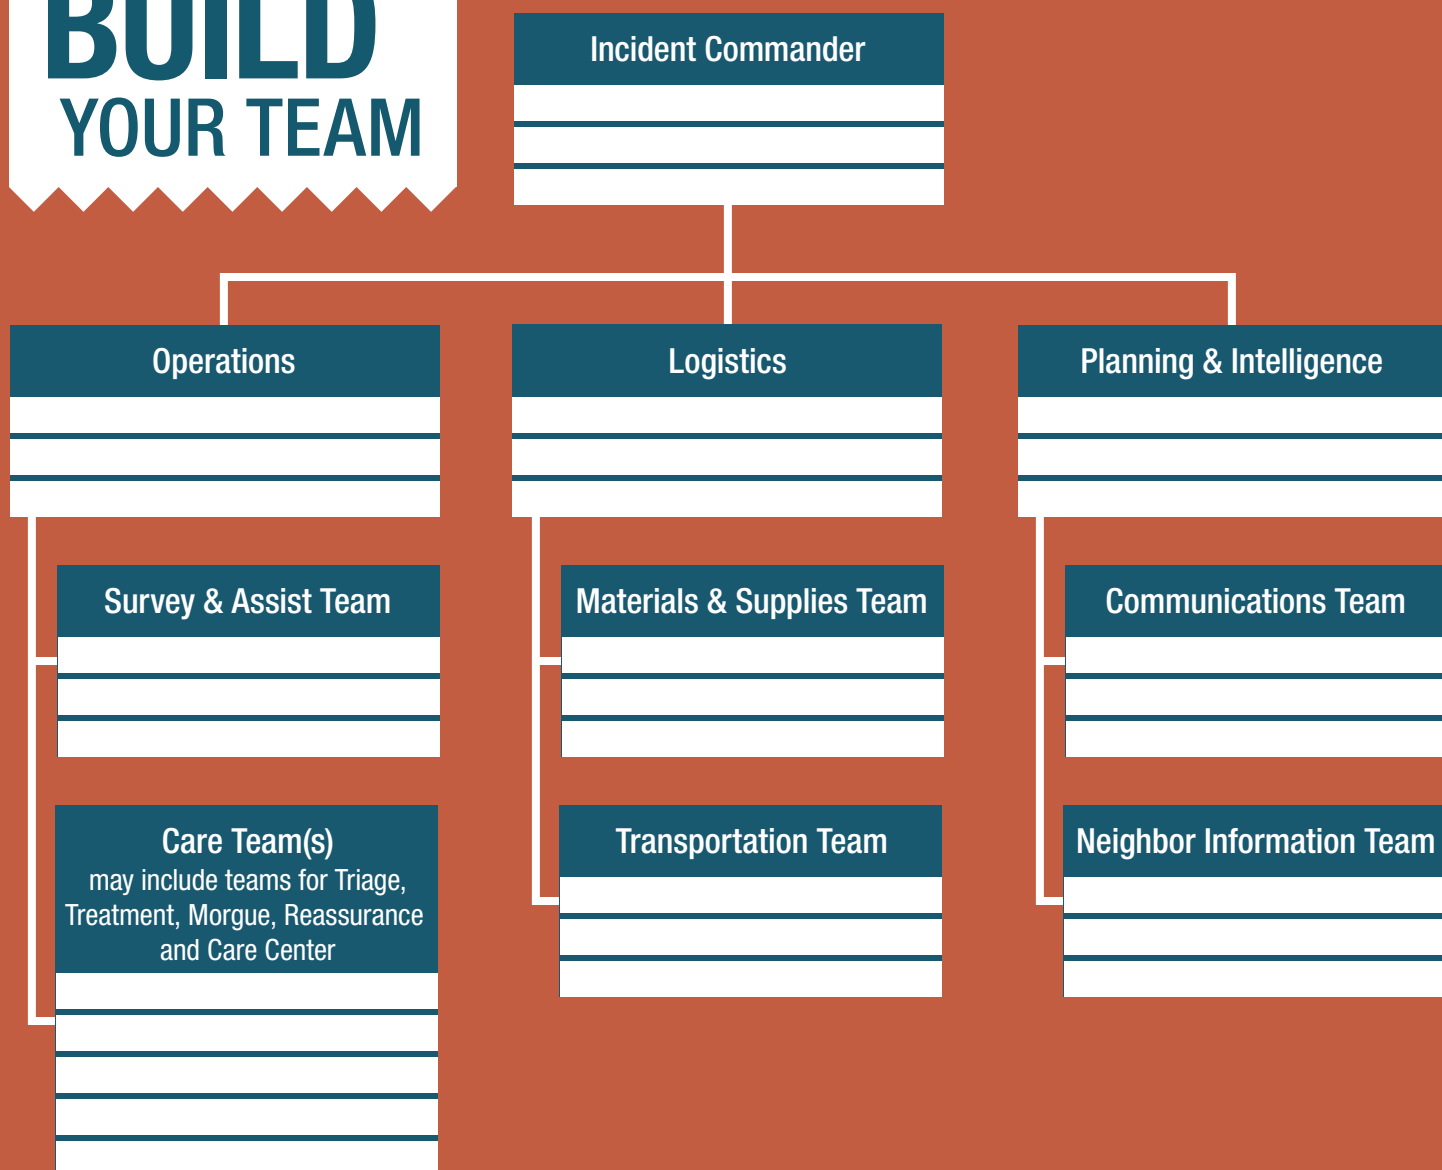 BUILD
YOUR TEAM
Incident Commander
Operations
Logistics
Planning & Intelligence
Survey & Assist Team
Materials & Supplies Team
Communications Team
Care Team(s)
may include teams for Triage,
Treatment, Morgue, Reassurance
and Care Center
Transportation Team
Neighbor Information Team